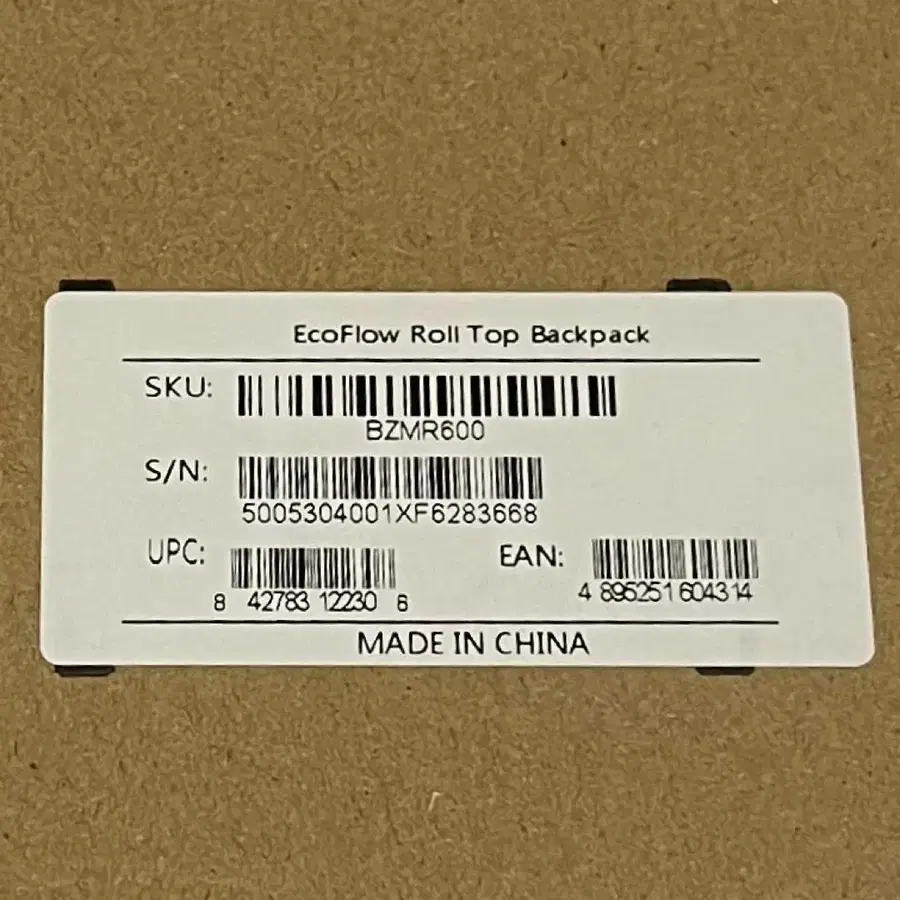 EcoFlow Roll Top Backpack
SKU:
BZMR600
S/N:
5005304001XF6283668
UPC:
8 42783 12230 6
EAN:
4 895251 604314
MADE IN CHINA